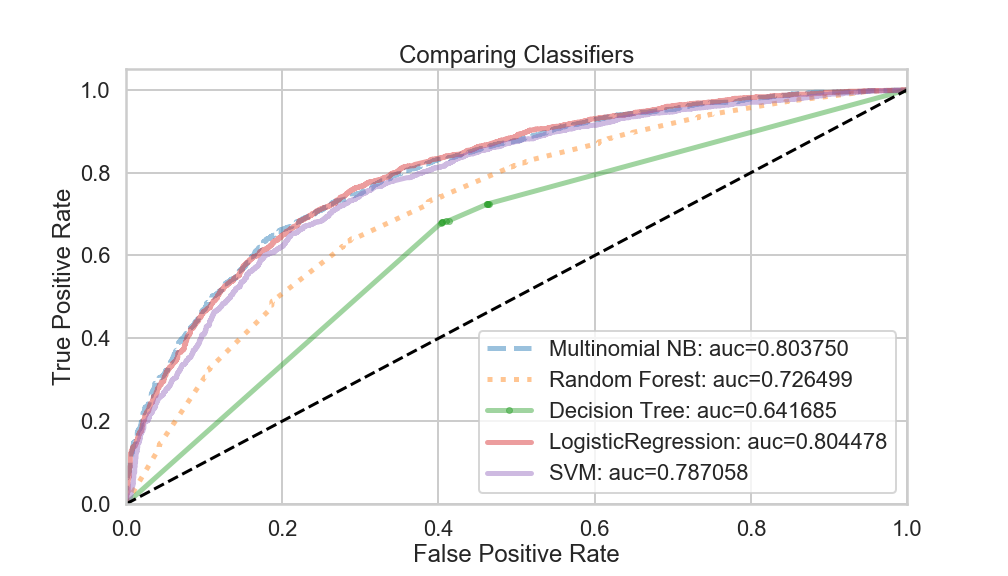 Comparing Classifiers
True Positive Rate
1.0
0.8
0.6
0.4
0.2
0.0
Multinomial NB: auc=0.803750
Random Forest: auc=0.726499
Decision Tree: auc=0.641685
LogisticRegression: auc=0.804478
SVM: auc=0.787058
0.0 0.2 0.4 0.6 0.8 1.0
False Positive Rate